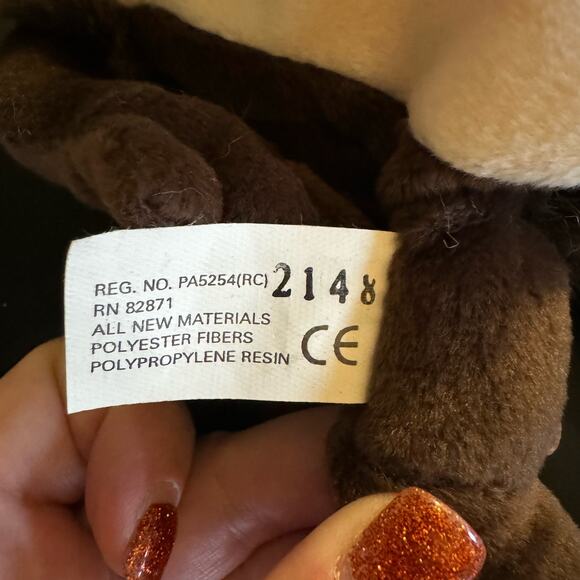 REG. NO. PA5254(RC) 2148
RN 82871
ALL NEW MATERIALS
POLYESTER FIBERS
POLYPROPYLENE RESIN CE